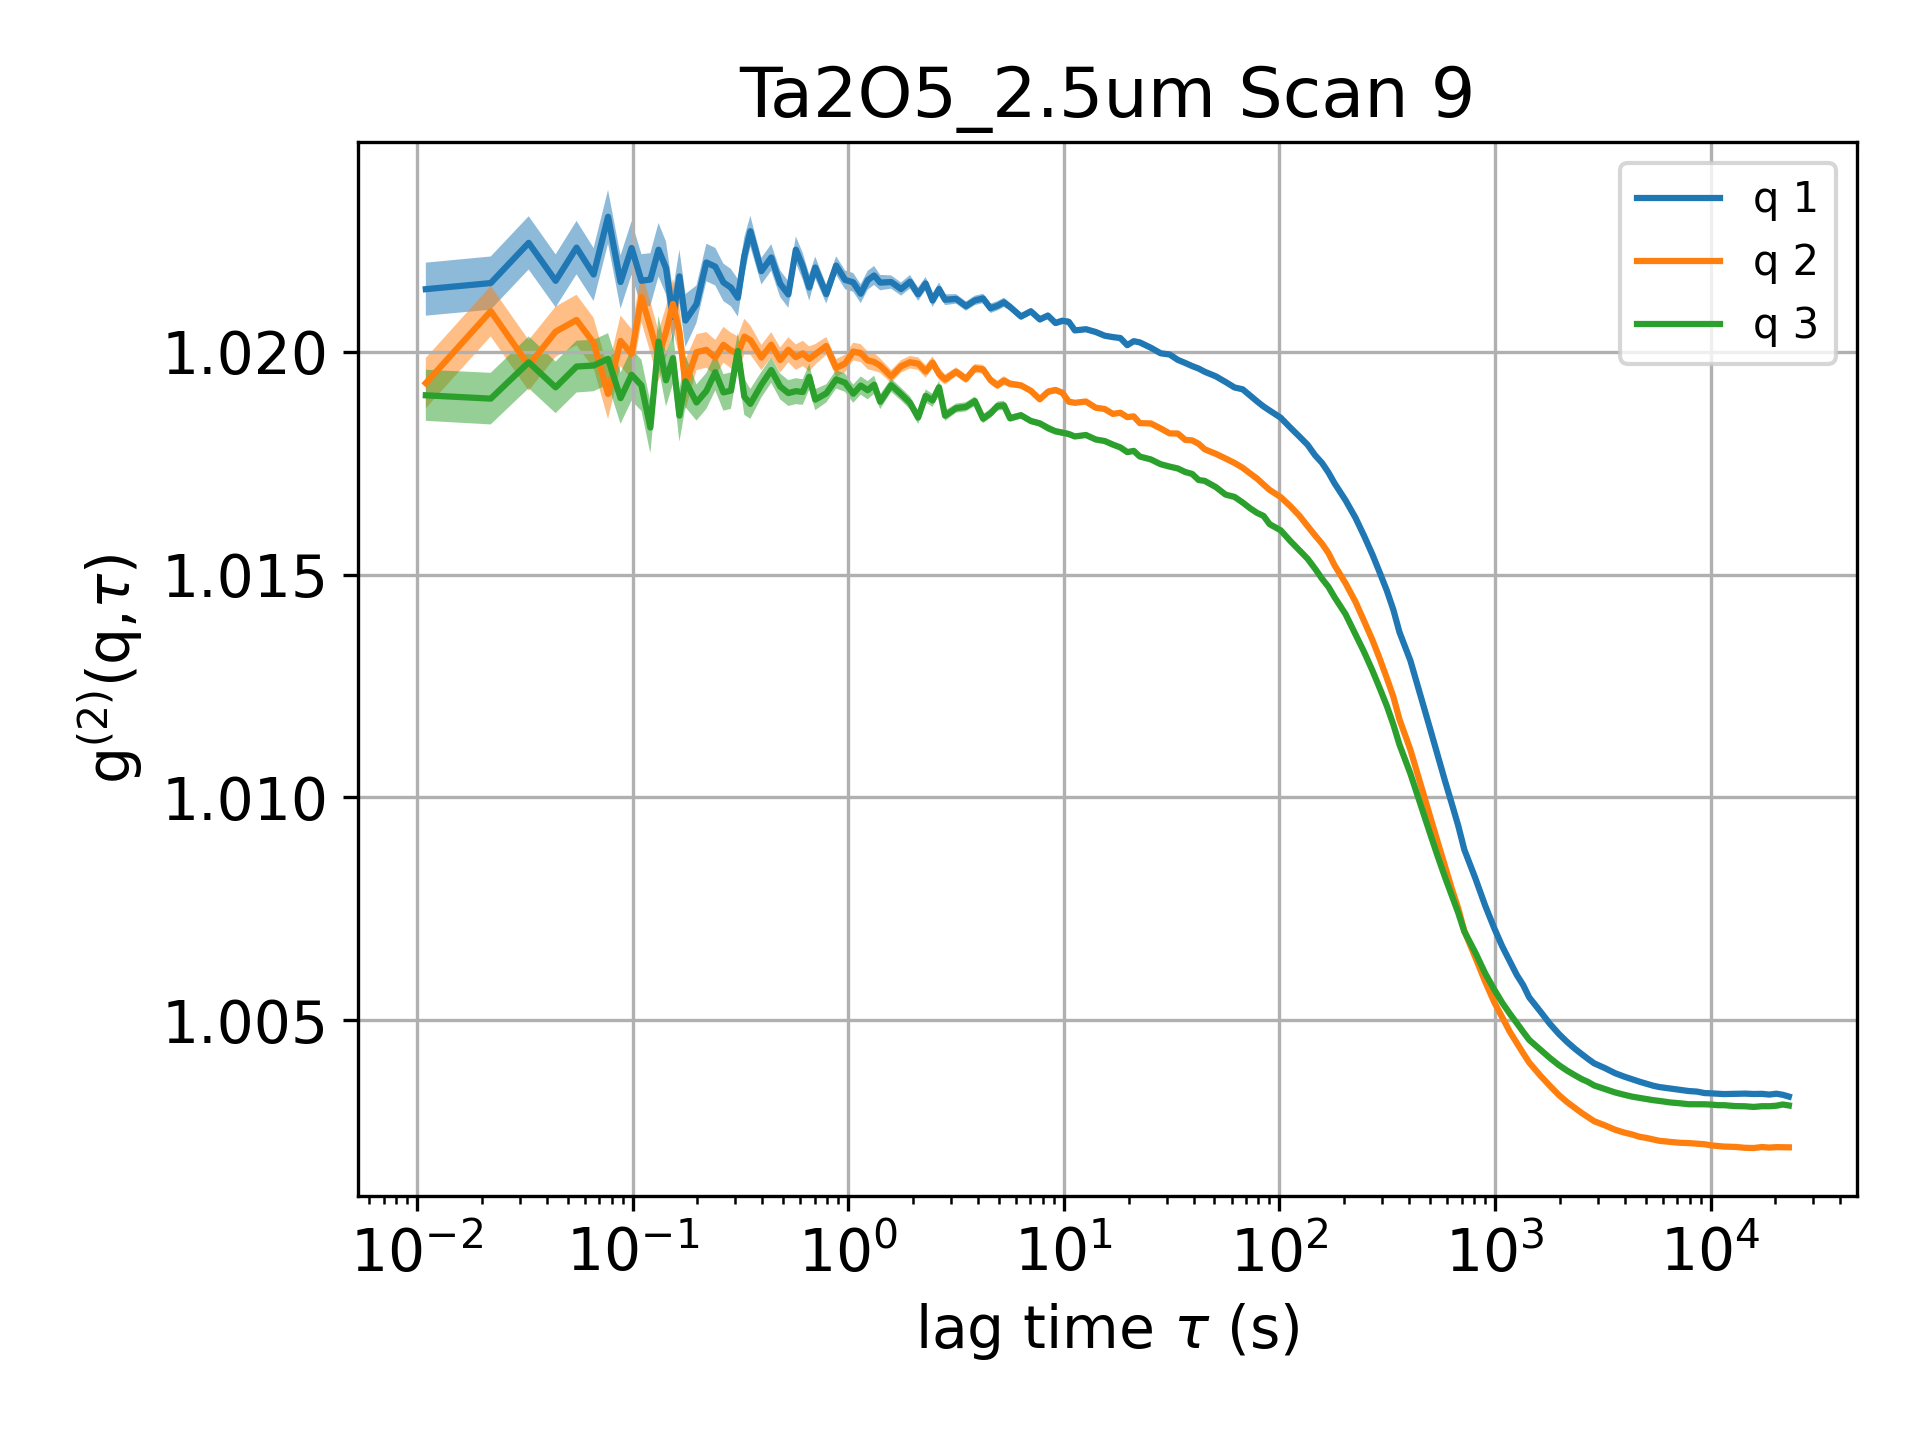 Ta2O5_2.5um Scan 9
q 1
q 2
q 3
g⁽²⁾(q,τ)
1.020
1.015
1.010
1.005
10⁻² 10⁻¹ 10⁰ 10¹ 10² 10³ 10⁴
lag time τ (s)